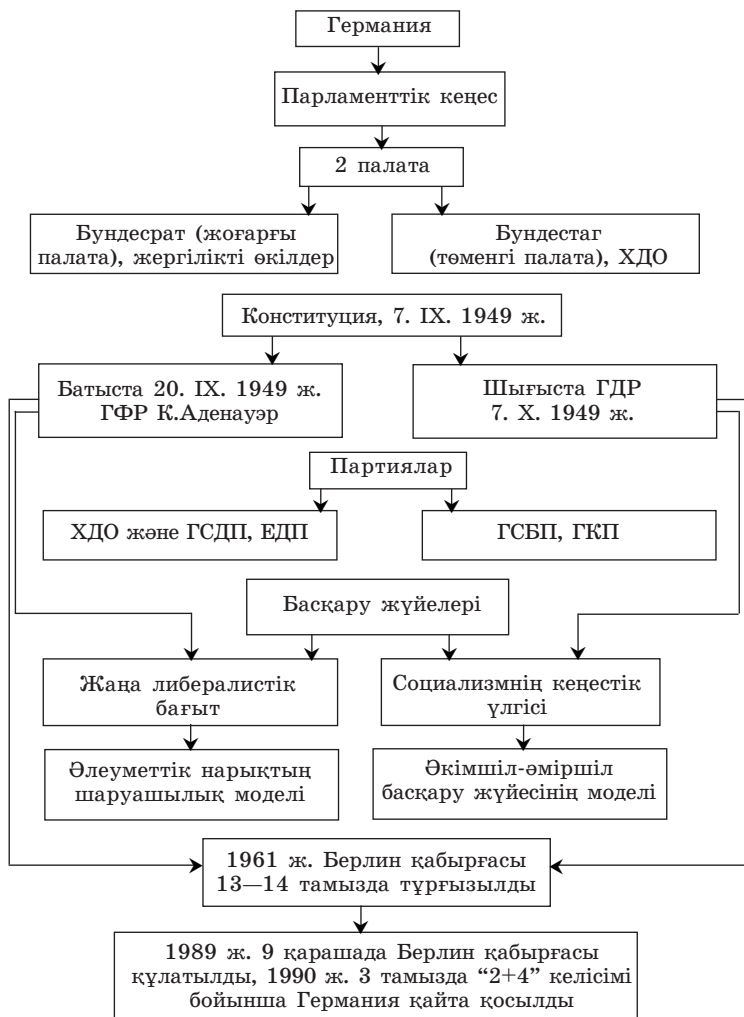 Германия
Парламенттік кеңес
2 палата
Бундесрат (жоғарғы
палата), жергілікті өкілдер
Бундестаг
(төменгі палата), ХДО
Конституция, 7. IX. 1949 ж.
Батыста 20. IX. 1949 ж.
ГФР К.Аденауэр
Шығыста ГДР
7. X. 1949 ж.
Партиялар
ХДО және ГСДП, ЕДП
ГСБП, ГКП
Басқару жүйелері
Жаңа либералистік
бағыт
Социализмнің кеңестік
үлгісі
Әлеуметтік нарықтың
шаруашылық моделі
Әкімшіл-әміршіл
басқару жүйесінің моделі
1961 ж. Берлин қабырғасы
13—14 тамызда тұрғызылды
1989 ж. 9 қарашада Берлин қабырғасы
құлатылды, 1990 ж. 3 тамызда “2+4” келісімі
бойынша Германия қайта қосылды